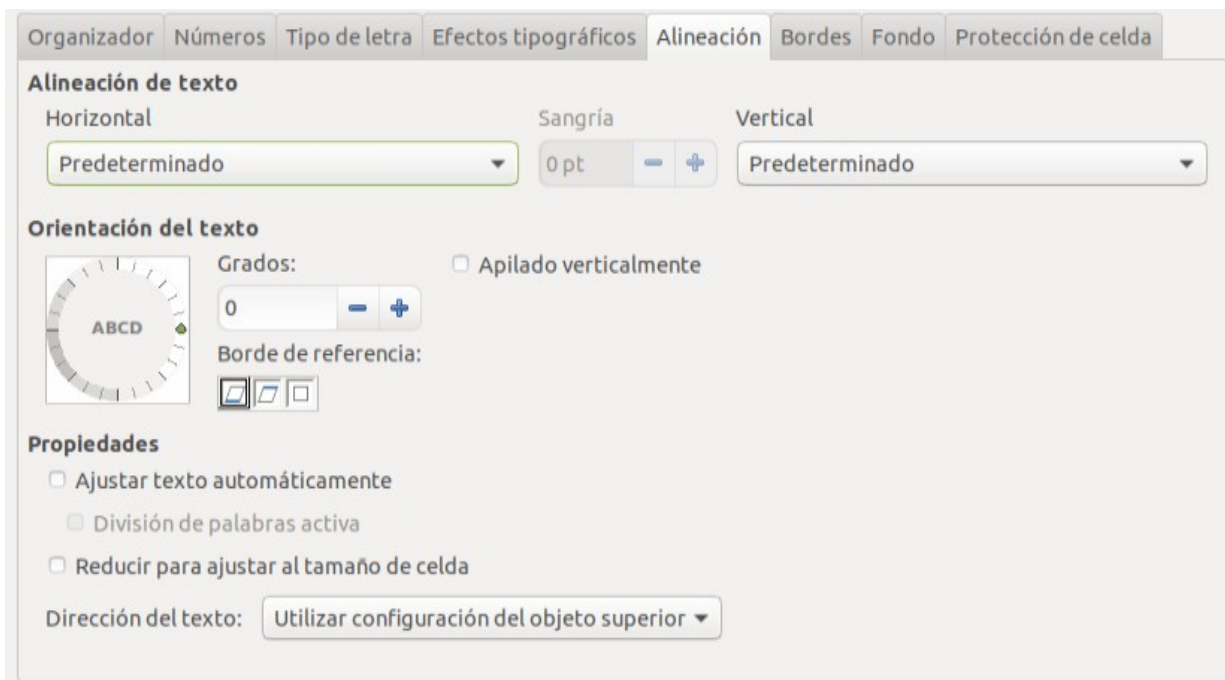 Organizador Números Tipo de letra Efectos tipográficos Alineación Bordes Fondo Protección de celda
Alineación de texto
Horizontal Sangría Vertical
Predeterminado 0 pt Predeterminado
Orientación del texto
Grados: Apilado verticalmente
ABCD 0
Borde de referencia:
Propiedades
Ajustar texto automáticamente
División de palabras activa
Reducir para ajustar al tamaño de celda
Dirección del texto: Utilizar configuración del objeto superior